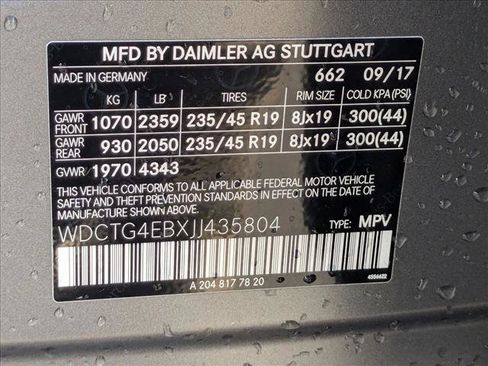 MFD BY DAIMLER AG STUTTGART
MADE IN GERMANY 662 09/17
KG LB TIRES RIM SIZE COLD KPA (PSI)
GAWR FRONT 1070 2359 235/45 R19 8Jx19 300(44)
GAWR REAR 930 2050 235/45 R19 8Jx19 300(44)
GVWR 1970 4343
THIS VEHICLE CONFORMS TO ALL APPLICABLE FEDERAL MOTOR VEHICLE
SAFETY AND THEFT PREVENTION STANDARDS IN EFFECT ON THE DATE
OF MANUFACTURE SHOWN ABOVE.
WDCTG4EBXJJ435804 TYPE: MPV
A 204 817 78 20 4556622